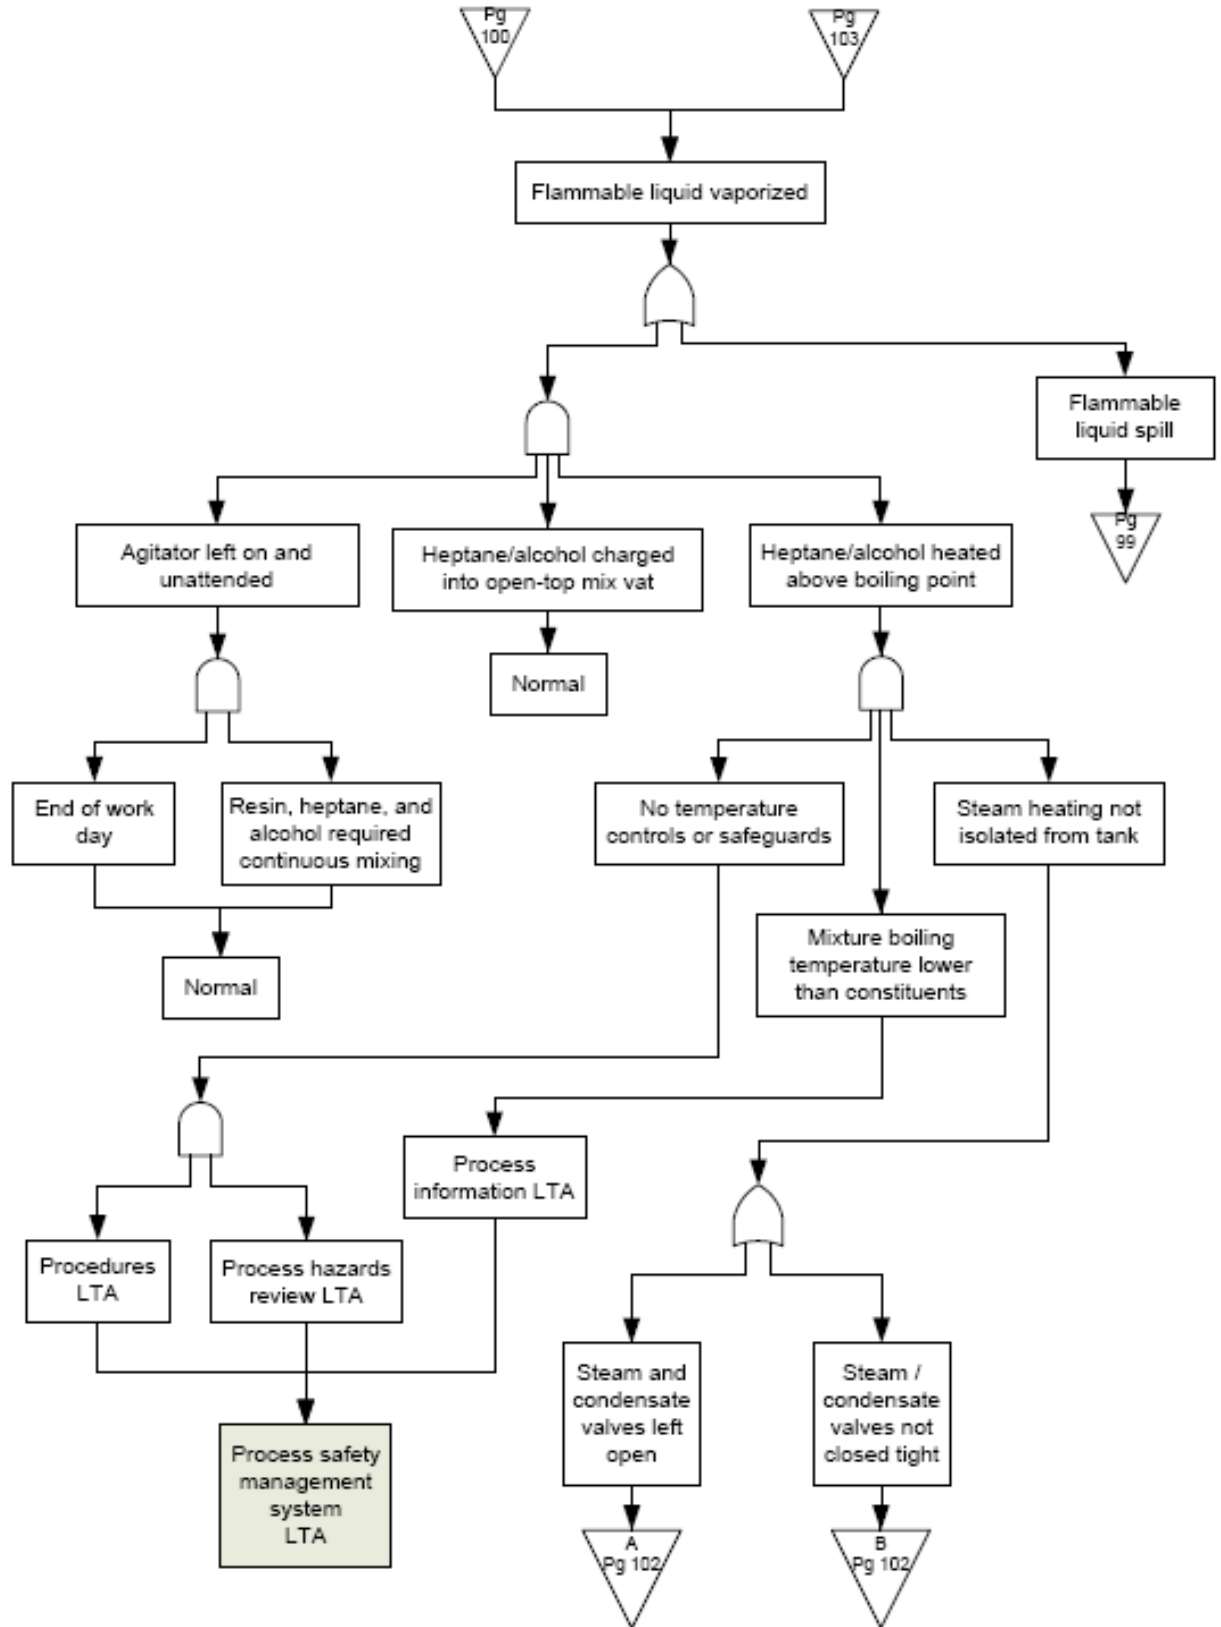 Pg
100
Pg
103
Flammable liquid vaporized
Flammable
liquid spill
Pg
99
Agitator left on and
unattended
Heptane/alcohol charged
into open-top mix vat
Heptane/alcohol heated
above boiling point
Normal
End of work
day
Resin, heptane, and
alcohol required
continuous mixing
No temperature
controls or safeguards
Steam heating not
isolated from tank
Mixture boiling
temperature lower
than constituents
Normal
Process
information LTA
Procedures
LTA
Process hazards
review LTA
Steam and
condensate
valves left
open
Steam /
condensate
valves not
closed tight
Process safety
management
system
LTA
A
Pg 102
B
Pg 102